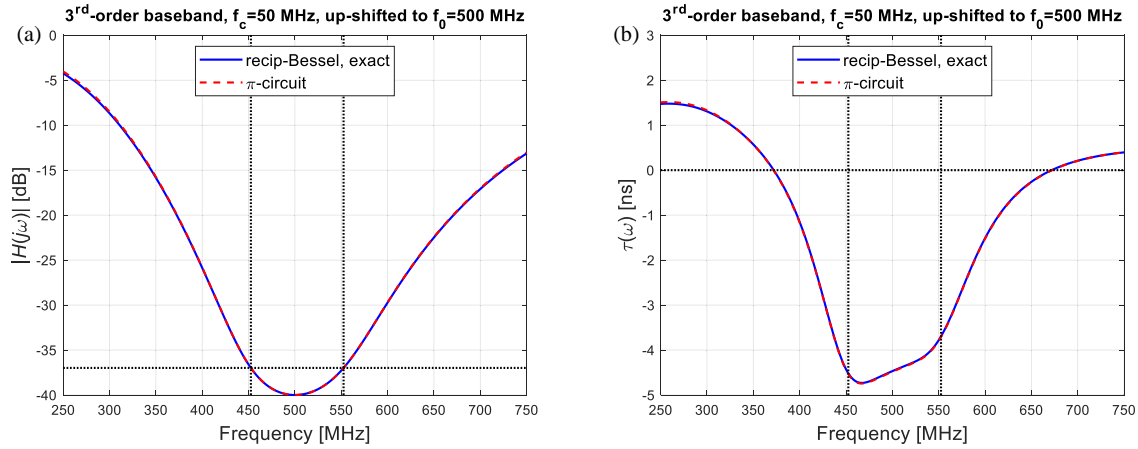 3rd-order baseband, fc=50 MHz, up-shifted to f0=500 MHz
(a)
recip-Bessel, exact
π-circuit
0
-5
-10
-15
-20
-25
-30
-35
-40
|H(jω)| [dB]
250 300 350 400 450 500 550 600 650 700 750
Frequency [MHz]
3rd-order baseband, fc=50 MHz, up-shifted to f0=500 MHz
(b)
recip-Bessel, exact
π-circuit
3
2
1
0
-1
-2
-3
-4
-5
τ(ω) [ns]
250 300 350 400 450 500 550 600 650 700 750
Frequency [MHz]